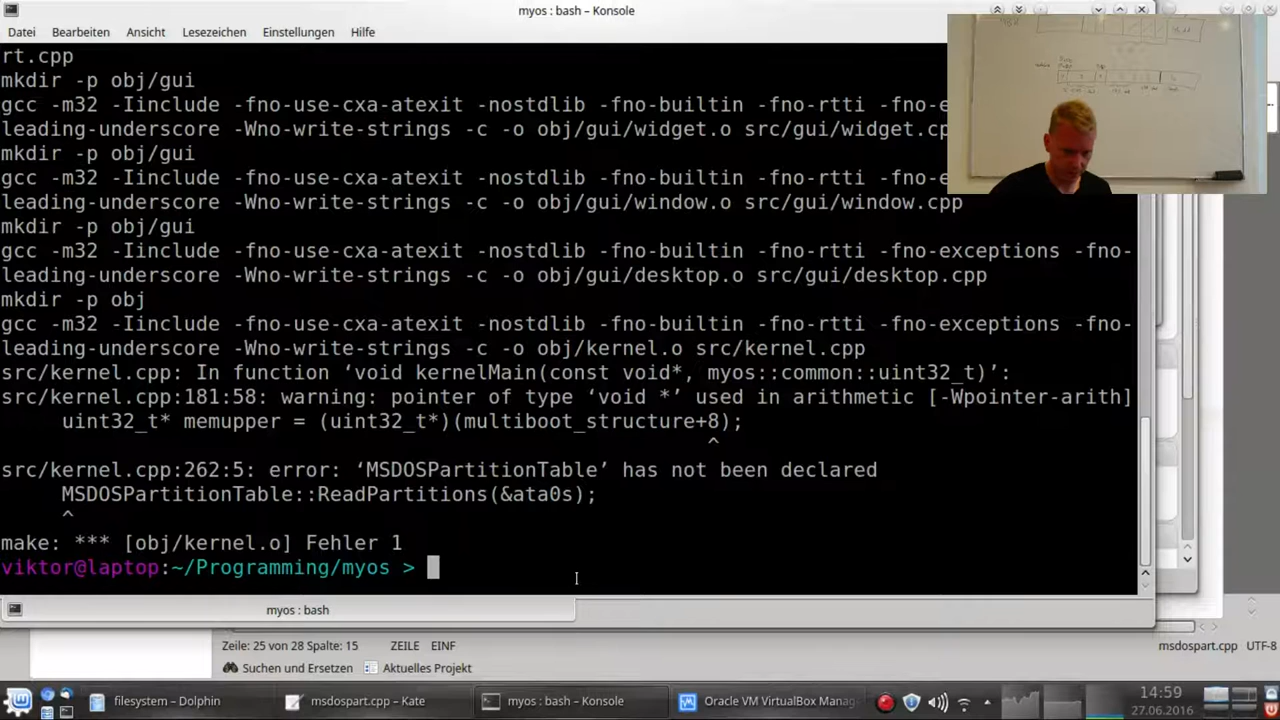 myos : bash – Konsole
Datei Bearbeiten Ansicht Lesezeichen Einstellungen Hilfe
rt.cpp
mkdir -p obj/gui
gcc -m32 -Iinclude -fno-use-cxa-atexit -nostdlib -fno-builtin -fno-rtti -fno-e
leading-underscore -Wno-write-strings -c -o obj/gui/widget.o src/gui/widget.cp
mkdir -p obj/gui
gcc -m32 -Iinclude -fno-use-cxa-atexit -nostdlib -fno-builtin -fno-rtti -fno-e
leading-underscore -Wno-write-strings -c -o obj/gui/window.o src/gui/window.cpp
mkdir -p obj/gui
gcc -m32 -Iinclude -fno-use-cxa-atexit -nostdlib -fno-builtin -fno-rtti -fno-exceptions -fno-
leading-underscore -Wno-write-strings -c -o obj/gui/desktop.o src/gui/desktop.cpp
mkdir -p obj
gcc -m32 -Iinclude -fno-use-cxa-atexit -nostdlib -fno-builtin -fno-rtti -fno-exceptions -fno-
leading-underscore -Wno-write-strings -c -o obj/kernel.o src/kernel.cpp
src/kernel.cpp: In function ‘void kernelMain(const void*, myos::common::uint32_t)’:
src/kernel.cpp:181:58: warning: pointer of type ‘void *’ used in arithmetic [-Wpointer-arith]
uint32_t* memupper = (uint32_t*)(multiboot_structure+8);
^
src/kernel.cpp:262:5: error: ‘MSDOSPartitionTable’ has not been declared
MSDOSPartitionTable::ReadPartitions(&ata0s);
^
make: *** [obj/kernel.o] Fehler 1
viktor@laptop:~/Programming/myos >
myos : bash
Zeile: 25 von 28 Spalte: 15 ZEILE EINF msdospart.cpp UTF-8
Suchen und Ersetzen Aktuelles Projekt
filesystem – Dolphin msdospart.cpp – Kate myos : bash – Konsole Oracle VM VirtualBox Manag 14:59
27.06.2016